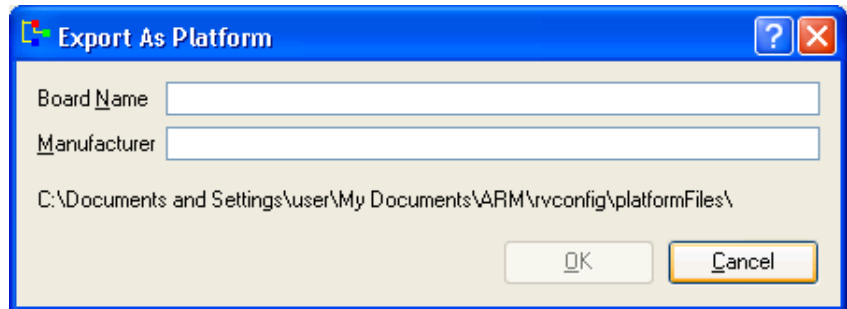 Export As Platform
?
Board Name
Manufacturer
C:\Documents and Settings\user\My Documents\ARM\rvconfig\platformFiles\
OK Cancel